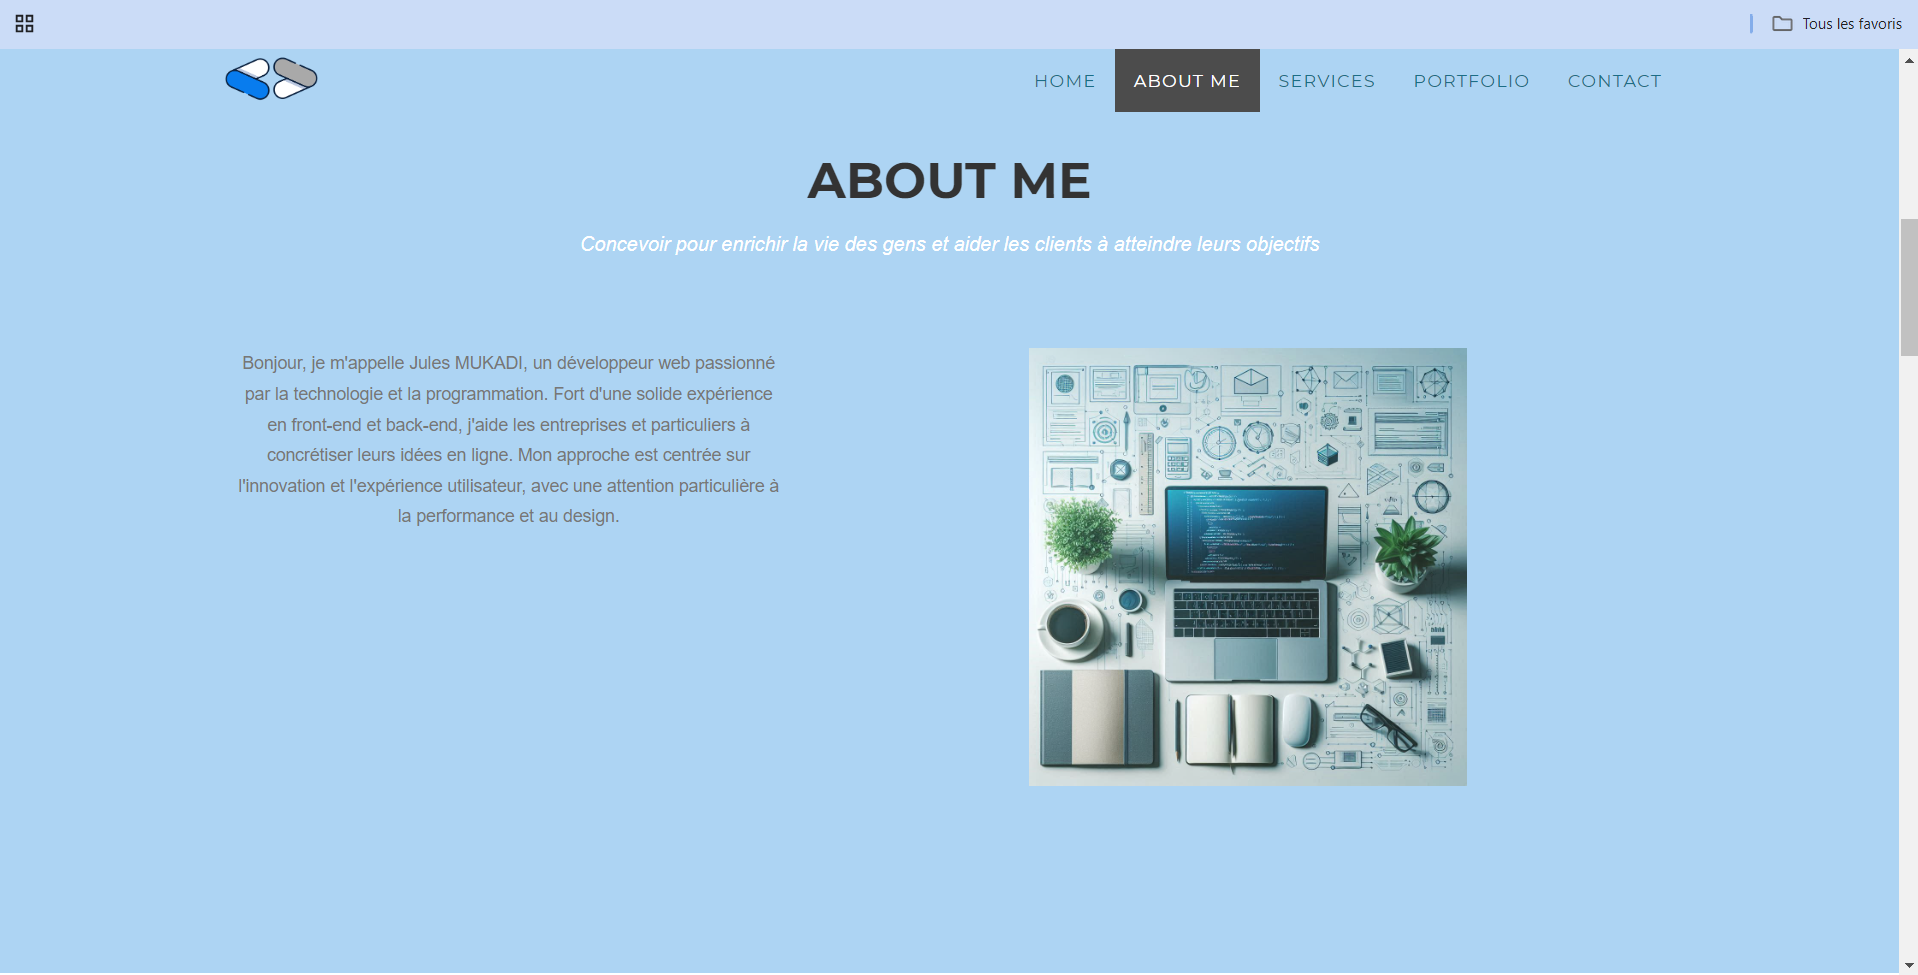 Tous les favoris
HOME ABOUT ME SERVICES PORTFOLIO CONTACT
ABOUT ME
Concevoir pour enrichir la vie des gens et aider les clients à atteindre leurs objectifs
Bonjour, je m'appelle Jules MUKADI, un développeur web passionné
par la technologie et la programmation. Fort d'une solide expérience
en front-end et back-end, j'aide les entreprises et particuliers à
concrétiser leurs idées en ligne. Mon approche est centrée sur
l'innovation et l'expérience utilisateur, avec une attention particulière à
la performance et au design.